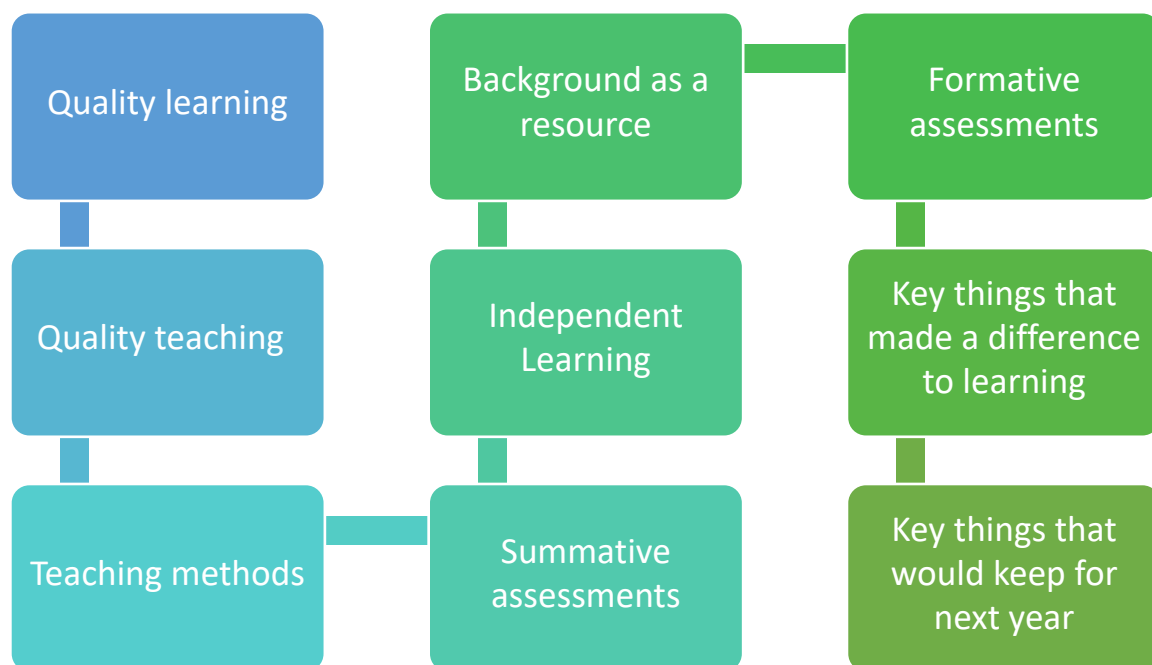 Quality learning
Quality teaching
Teaching methods
Summative
assessments
Independent
Learning
Background as a
resource
Formative
assessments
Key things that
made a difference
to learning
Key things that
would keep for
next year